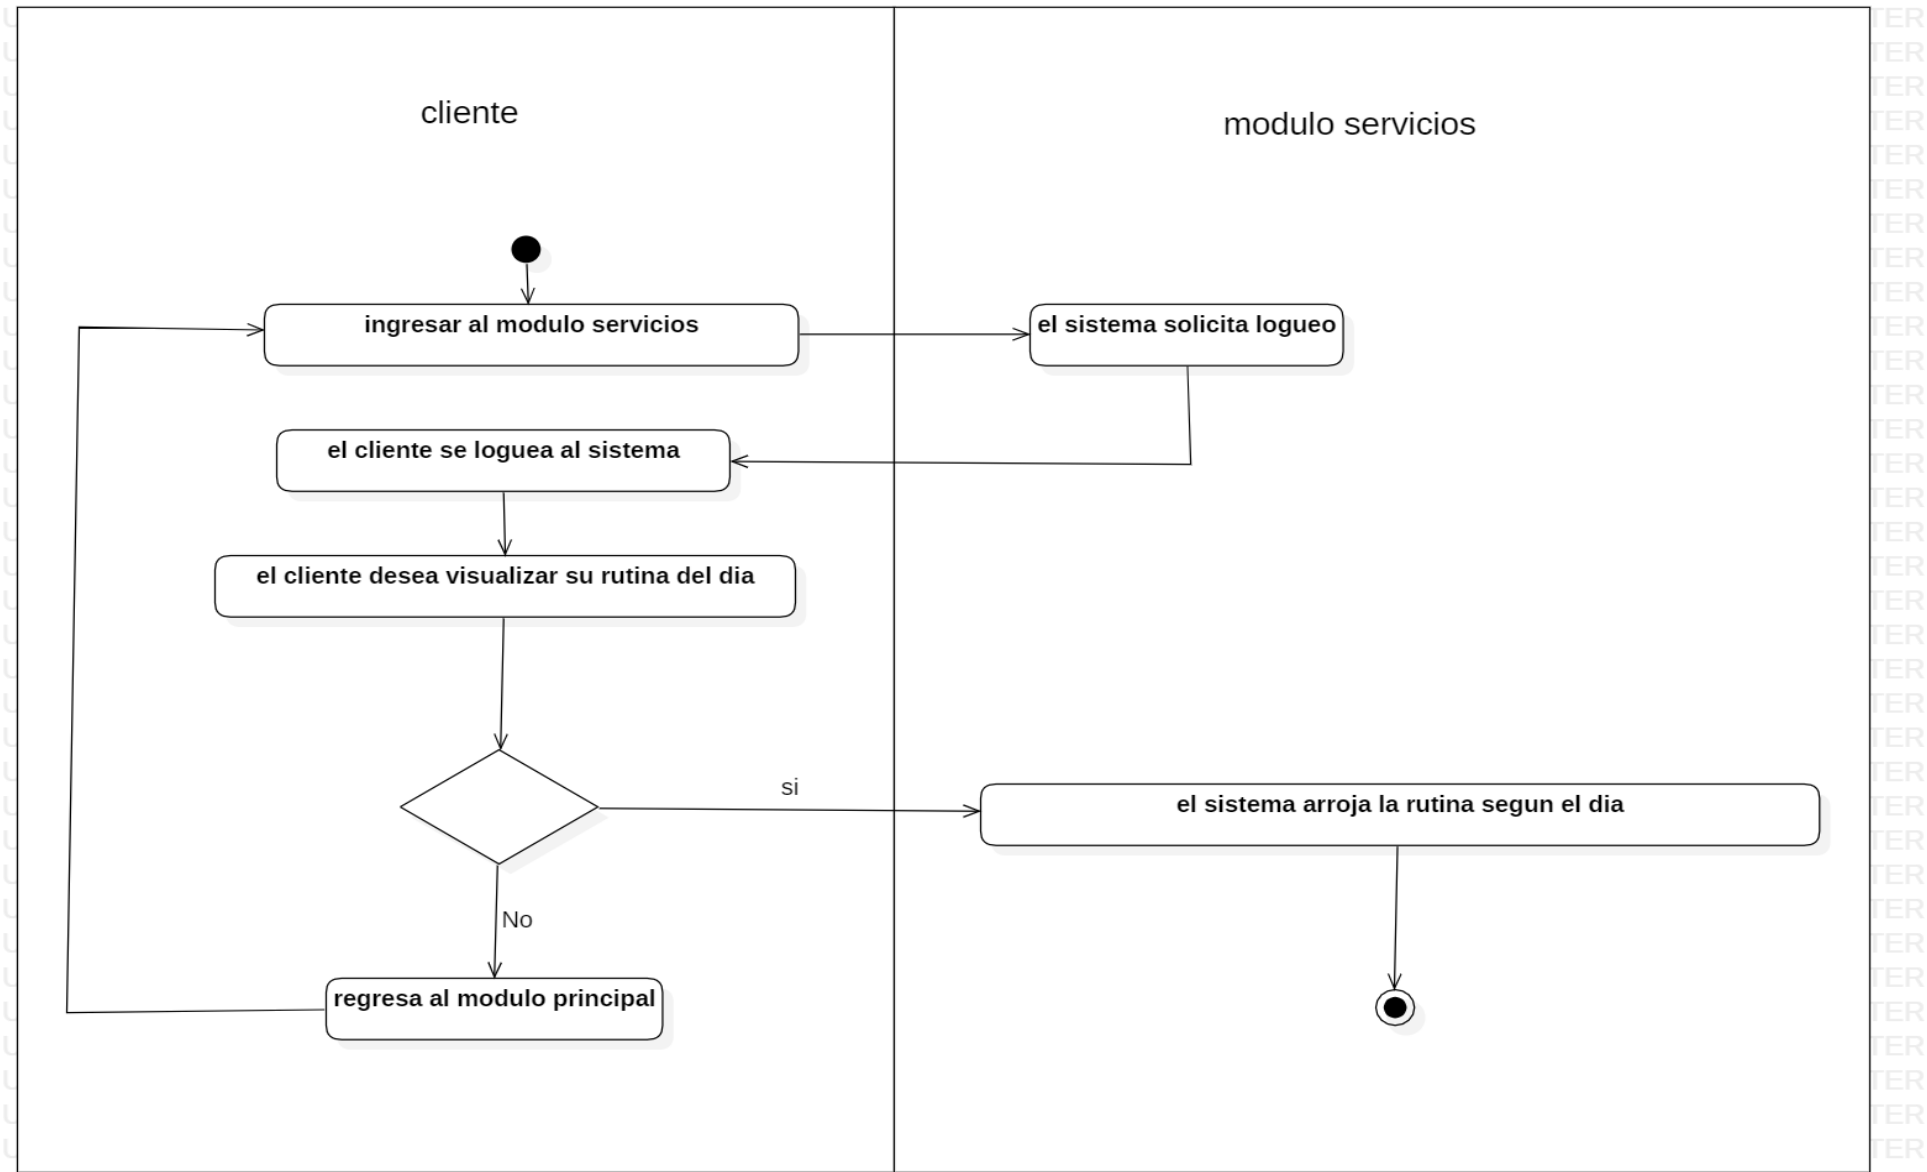 cliente
modulo servicios
ingresar al modulo servicios
el sistema solicita logueo
el cliente se loguea al sistema
el cliente desea visualizar su rutina del dia
si
el sistema arroja la rutina segun el dia
No
regresa al modulo principal